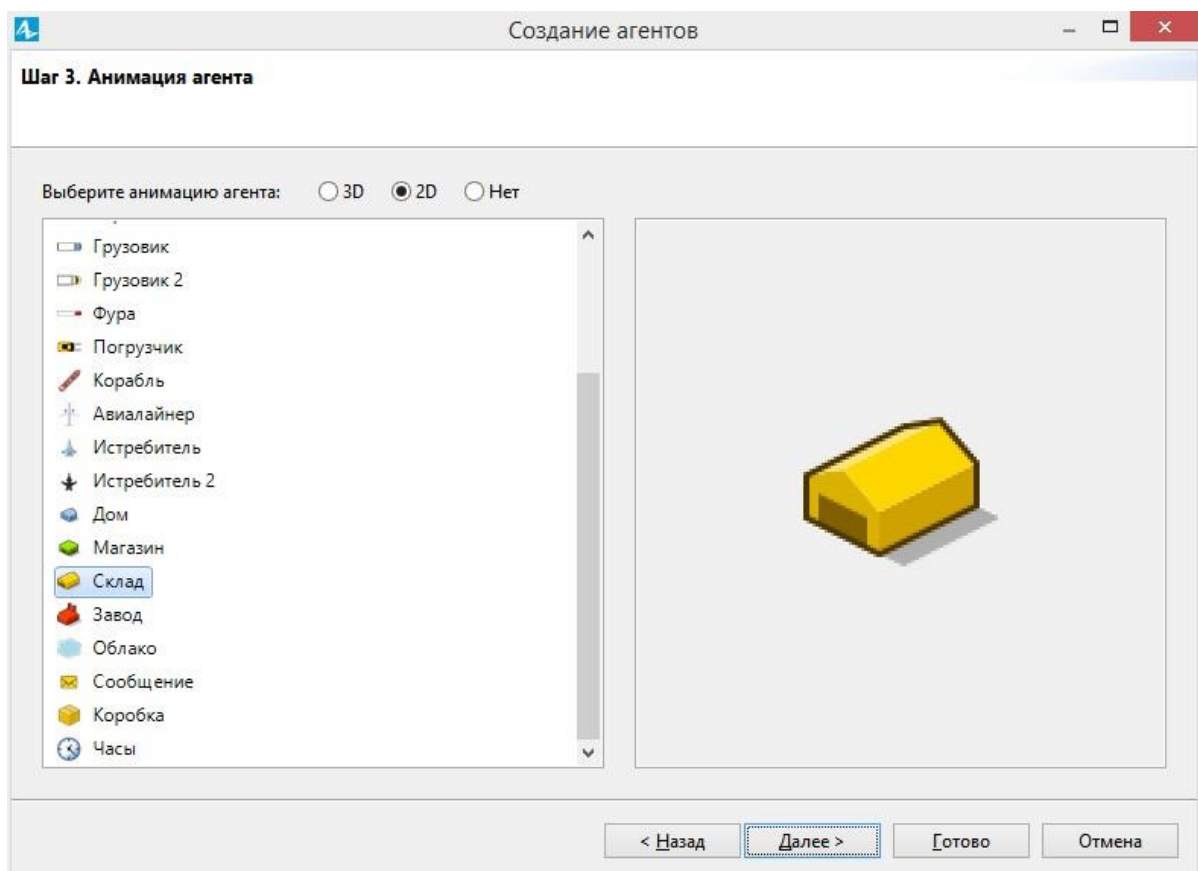 Создание агентов
Шаг 3. Анимация агента
Выберите анимацию агента: 3D 2D Нет
Грузовик
Грузовик 2
Фура
Погрузчик
Корабль
Авиалайнер
Истребитель
Истребитель 2
Дом
Магазин
Склад
Завод
Облако
Сообщение
Коробка
Часы
< Назад Далее > Готово Отмена